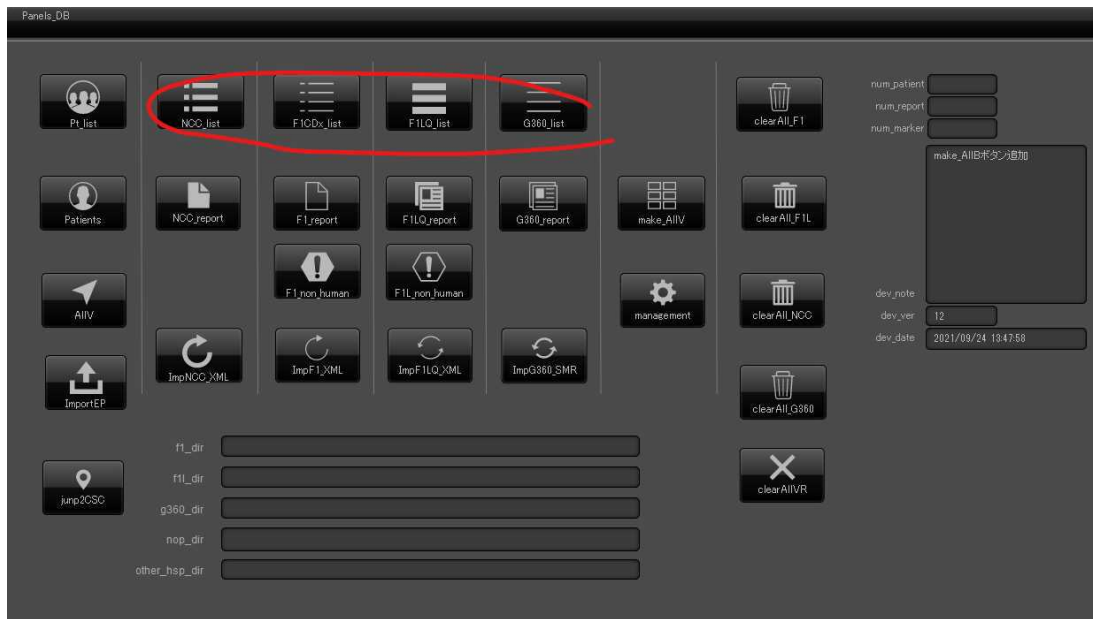 Panels_DB
Pt_list
NCC_list
F1CDx_list
F1LQ_list
G360_list
clearAll_F1
num_patient
num_report
num_marker
make_AllBボタン追加
Patients
NCC_report
F1_report
F1LQ_report
G360_report
make_AllV
clearAll_F1L
F1_non_human
F1L_non_human
AllV
management
clearAll_NCC
dev_note
dev_ver 12
dev_date 2021/09/24 13:47:58
ImpNCC_XML
ImpF1_XML
ImpF1LQ_XML
ImpG360_SMR
ImportEP
clearAll_G360
f1_dir
f1l_dir
junp2CSC
clearAllVR
g360_dir
nop_dir
other_hsp_dir